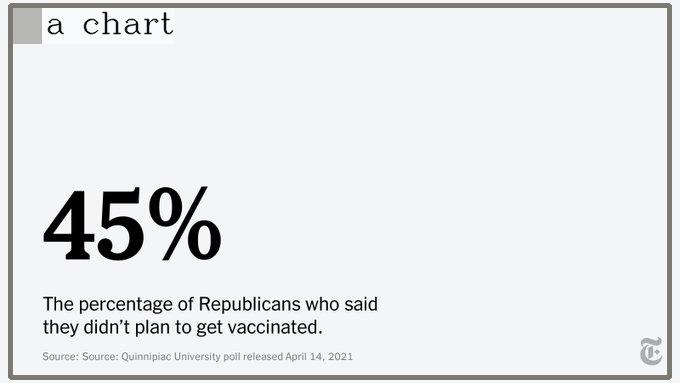 a chart
45%
The percentage of Republicans who said
they didn’t plan to get vaccinated.
Source: Source: Quinnipiac University poll released April 14, 2021
T